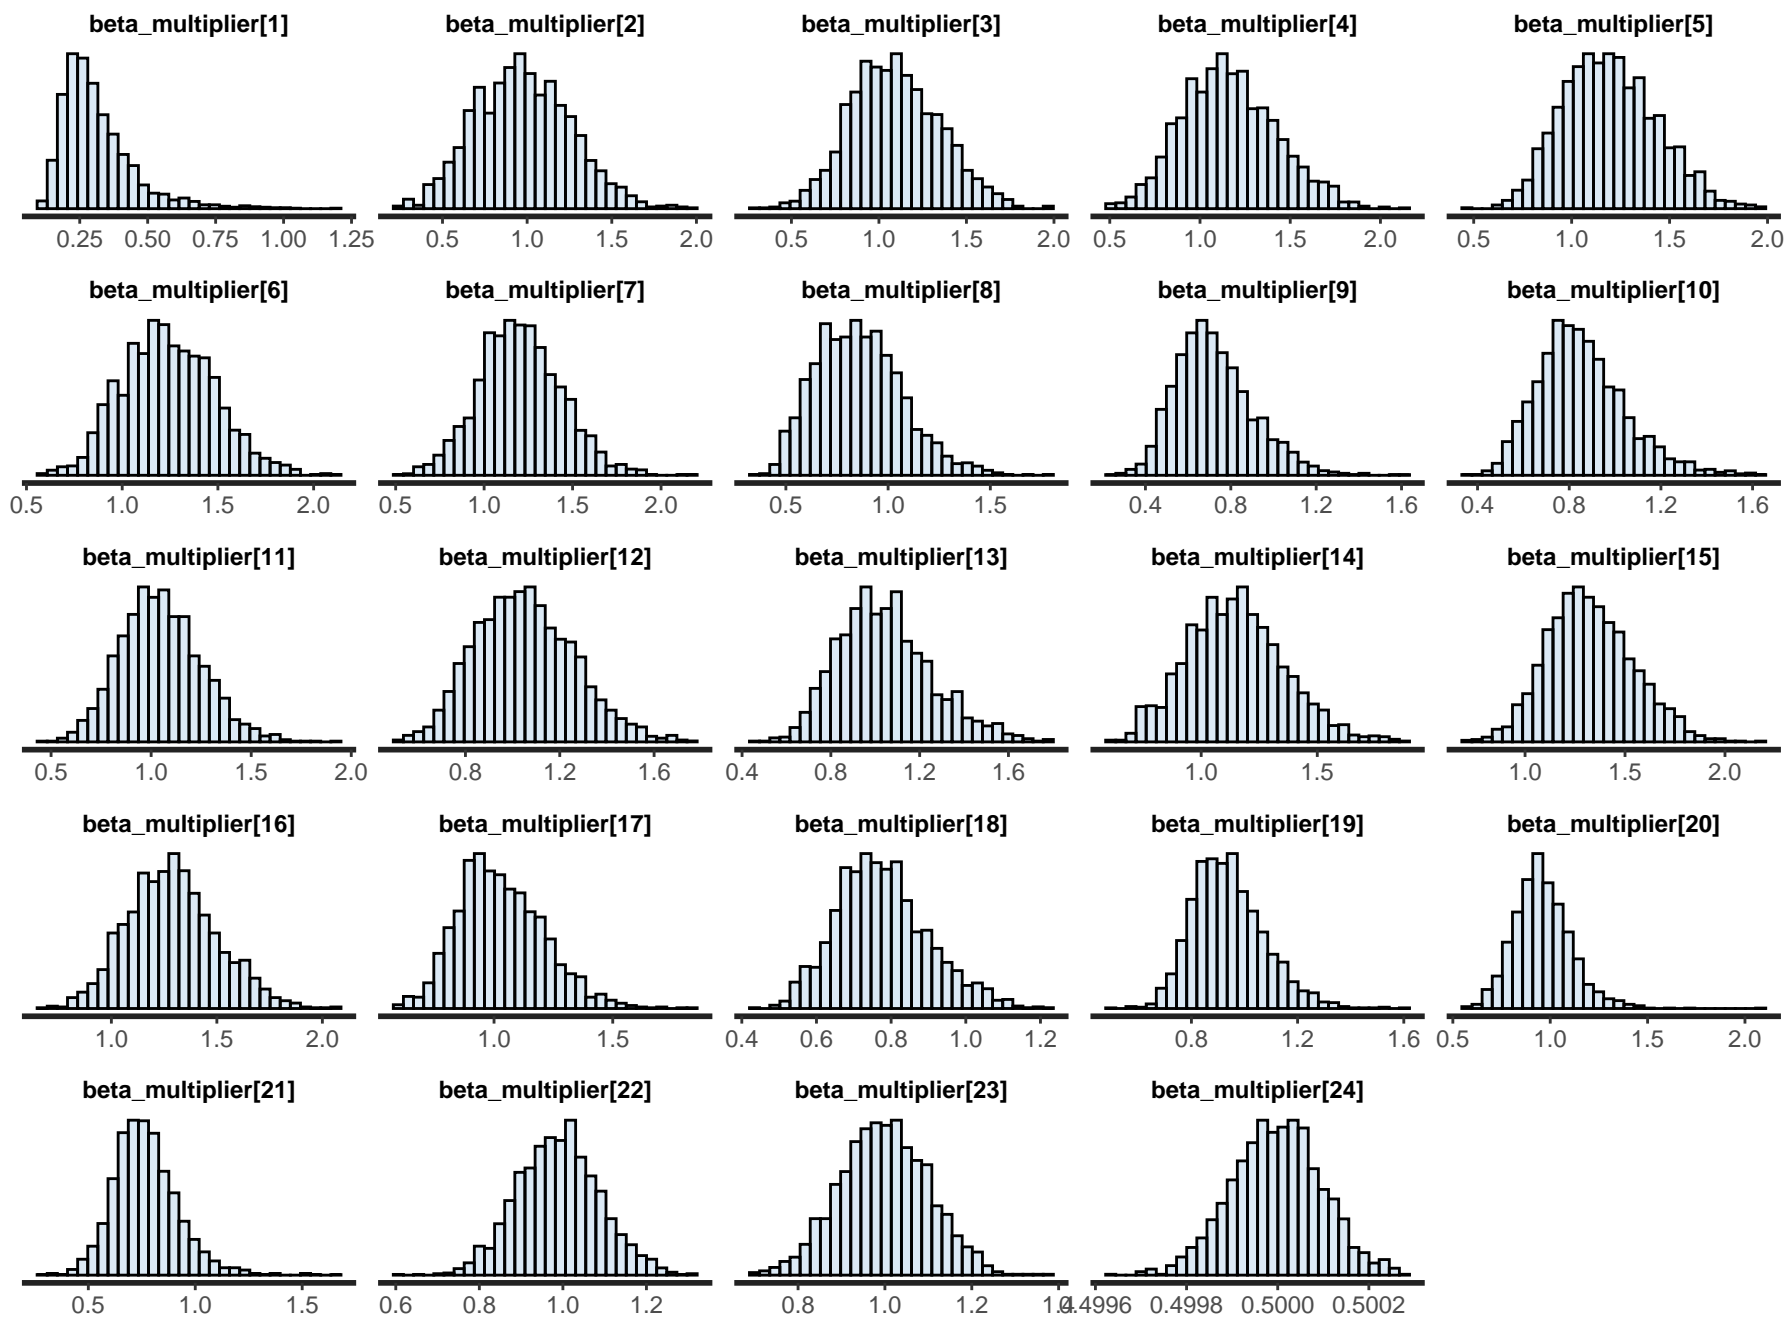 beta_multiplier[1] beta_multiplier[2] beta_multiplier[3] beta_multiplier[4] beta_multiplier[5]
0.25 0.50 0.75 1.00 1.25 0.5 1.0 1.5 2.0 0.5 1.0 1.5 2.0 0.5 1.0 1.5 2.0 0.5 1.0 1.5 2.0
beta_multiplier[6] beta_multiplier[7] beta_multiplier[8] beta_multiplier[9] beta_multiplier[10]
0.5 1.0 1.5 2.0 0.5 1.0 1.5 2.0 0.5 1.0 1.5 0.4 0.8 1.2 1.6 0.4 0.8 1.2 1.6
beta_multiplier[11] beta_multiplier[12] beta_multiplier[13] beta_multiplier[14] beta_multiplier[15]
0.5 1.0 1.5 2.0 0.8 1.2 1.6 0.4 0.8 1.2 1.6 1.0 1.5 1.0 1.5 2.0
beta_multiplier[16] beta_multiplier[17] beta_multiplier[18] beta_multiplier[19] beta_multiplier[20]
1.0 1.5 2.0 1.0 1.5 0.4 0.6 0.8 1.0 1.2 0.8 1.2 1.6 0.5 1.0 1.5 2.0
beta_multiplier[21] beta_multiplier[22] beta_multiplier[23] beta_multiplier[24]
0.5 1.0 1.5 0.6 0.8 1.0 1.2 0.8 1.0 1.2 1.4 0.4996 0.4998 0.5000 0.5002